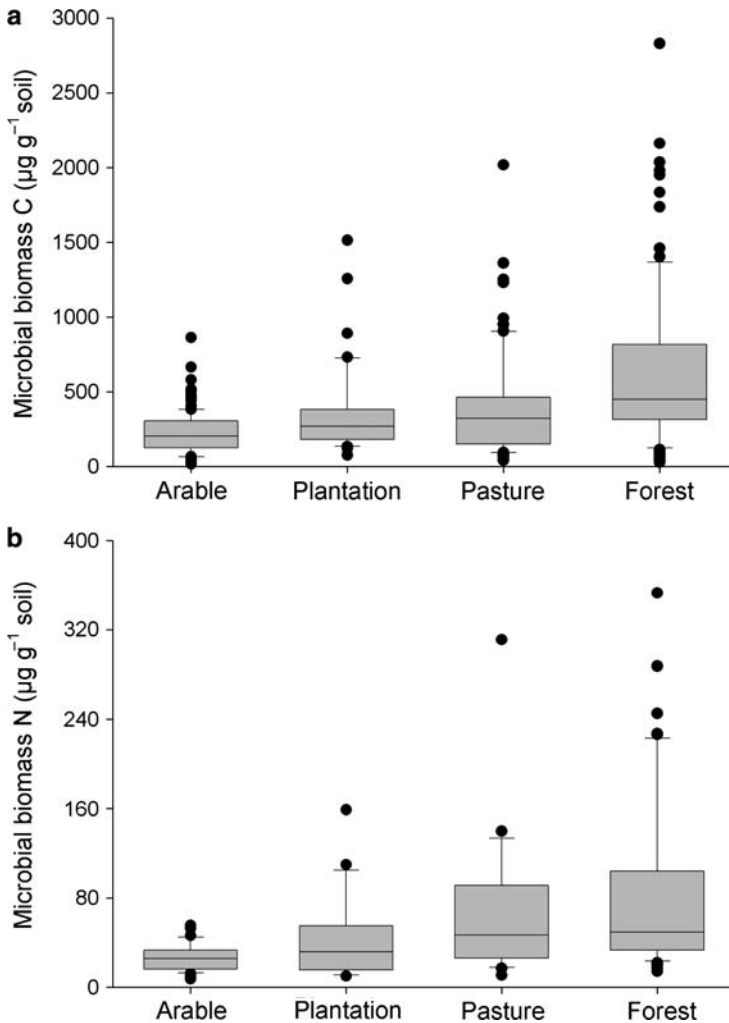 a
Microbial biomass C (µg g⁻¹ soil)
3000
2500
2000
1500
1000
500
0
Arable Plantation Pasture Forest
b
Microbial biomass N (µg g⁻¹ soil)
400
320
240
160
80
0
Arable Plantation Pasture Forest